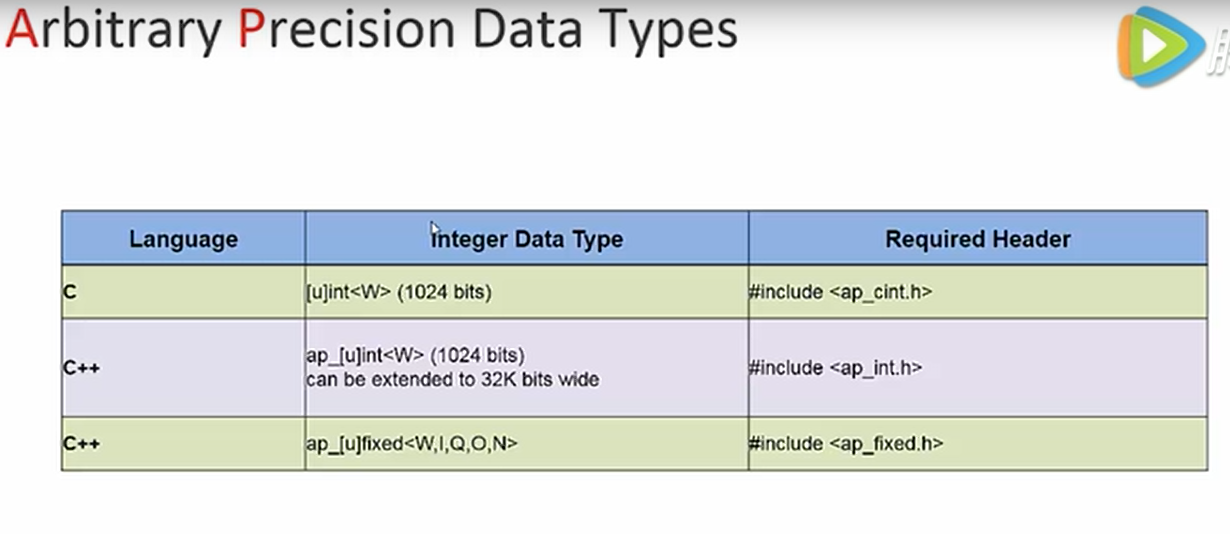 Arbitrary Precision Data Types
Language
Integer Data Type
Required Header
C
[u]int<W> (1024 bits)
#include <ap_cint.h>
C++
ap_[u]int<W> (1024 bits)
can be extended to 32K bits wide
#include <ap_int.h>
C++
ap_[u]fixed<W,I,Q,O,N>
#include <ap_fixed.h>